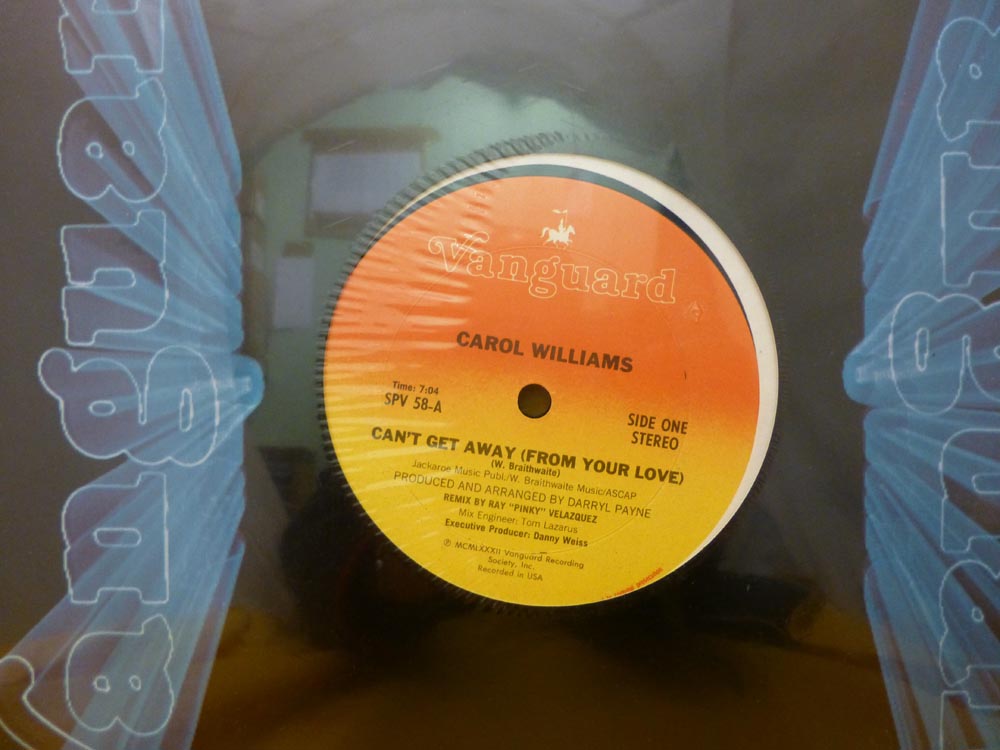 Vanguard
CAROL WILLIAMS
Time: 7:04
SPV 58-A
SIDE ONE
STEREO
CAN'T GET AWAY (FROM YOUR LOVE)
(W. Braithwaite)
Jackaroe Music Publ./W. Braithwaite Music/ASCAP
PRODUCED AND ARRANGED BY DARRYL PAYNE
REMIX BY RAY "PINKY" VELAZQUEZ
Mix Engineer: Tom Lazarus
Executive Producer: Danny Weiss
℗ MCMLXXXII Vanguard Recording
Society, Inc.
Recorded in USA